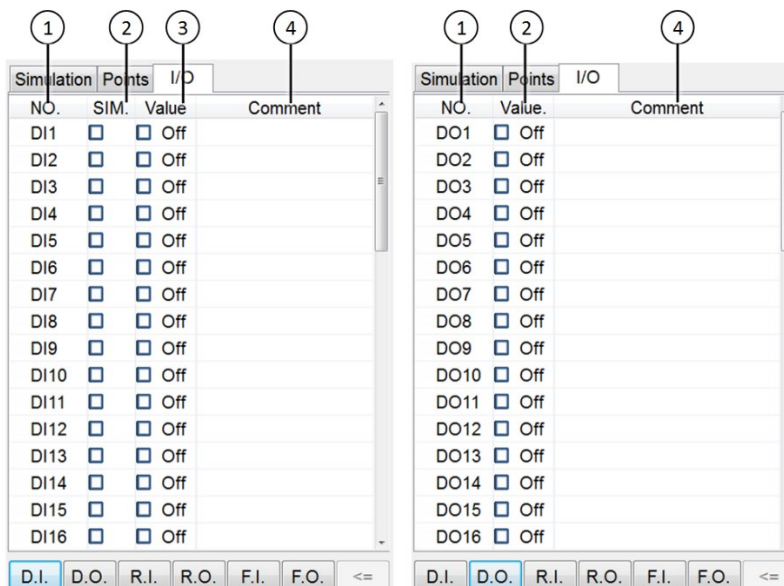 1 2 3 4
Simulation Points I/O
NO. SIM. Value Comment
DI1 Off
DI2 Off
DI3 Off
DI4 Off
DI5 Off
DI6 Off
DI7 Off
DI8 Off
DI9 Off
DI10 Off
DI11 Off
DI12 Off
DI13 Off
DI14 Off
DI15 Off
DI16 Off
D.I. D.O. R.I. R.O. F.I. F.O. <=
1 2 4
Simulation Points I/O
NO. Value. Comment
DO1 Off
DO2 Off
DO3 Off
DO4 Off
DO5 Off
DO6 Off
DO7 Off
DO8 Off
DO9 Off
DO10 Off
DO11 Off
DO12 Off
DO13 Off
DO14 Off
DO15 Off
DO16 Off
D.I. D.O. R.I. R.O. F.I. F.O. <=